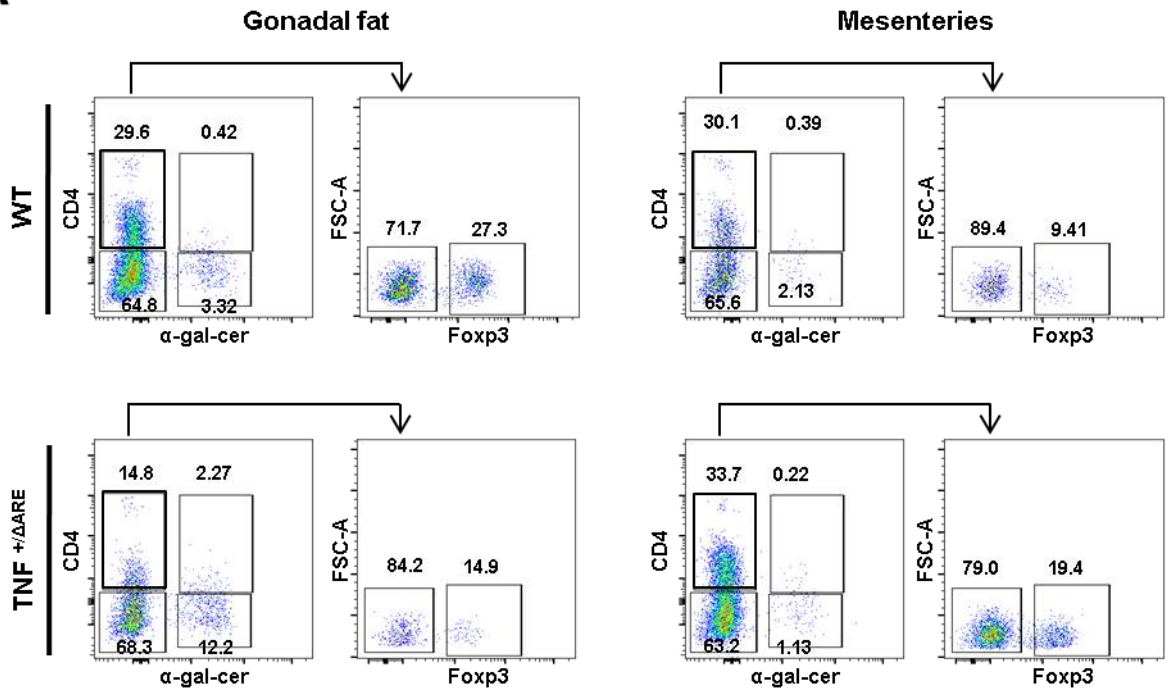 Gonadal fat Mesenteries
WT
29.6 0.42
CD4
64.8 3.32
α-gal-cer
FSC-A
71.7 27.3
Foxp3
30.1 0.39
CD4
65.6 2.13
α-gal-cer
FSC-A
89.4 9.41
Foxp3
TNF +/ΔARE
14.8 2.27
CD4
68.3 12.2
α-gal-cer
FSC-A
84.2 14.9
Foxp3
33.7 0.22
CD4
63.2 1.13
α-gal-cer
FSC-A
79.0 19.4
Foxp3